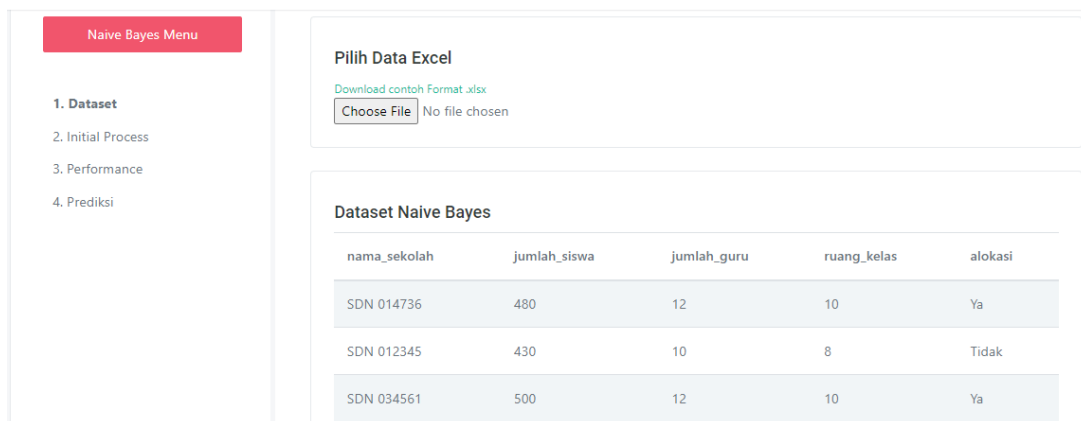 Naive Bayes Menu
1. Dataset
2. Initial Process
3. Performance
4. Prediksi
Pilih Data Excel
Download contoh Format .xlsx
Choose File No file chosen
Dataset Naive Bayes
nama_sekolah jumlah_siswa jumlah_guru ruang_kelas alokasi
SDN 014736 480 12 10 Ya
SDN 012345 430 10 8 Tidak
SDN 034561 500 12 10 Ya